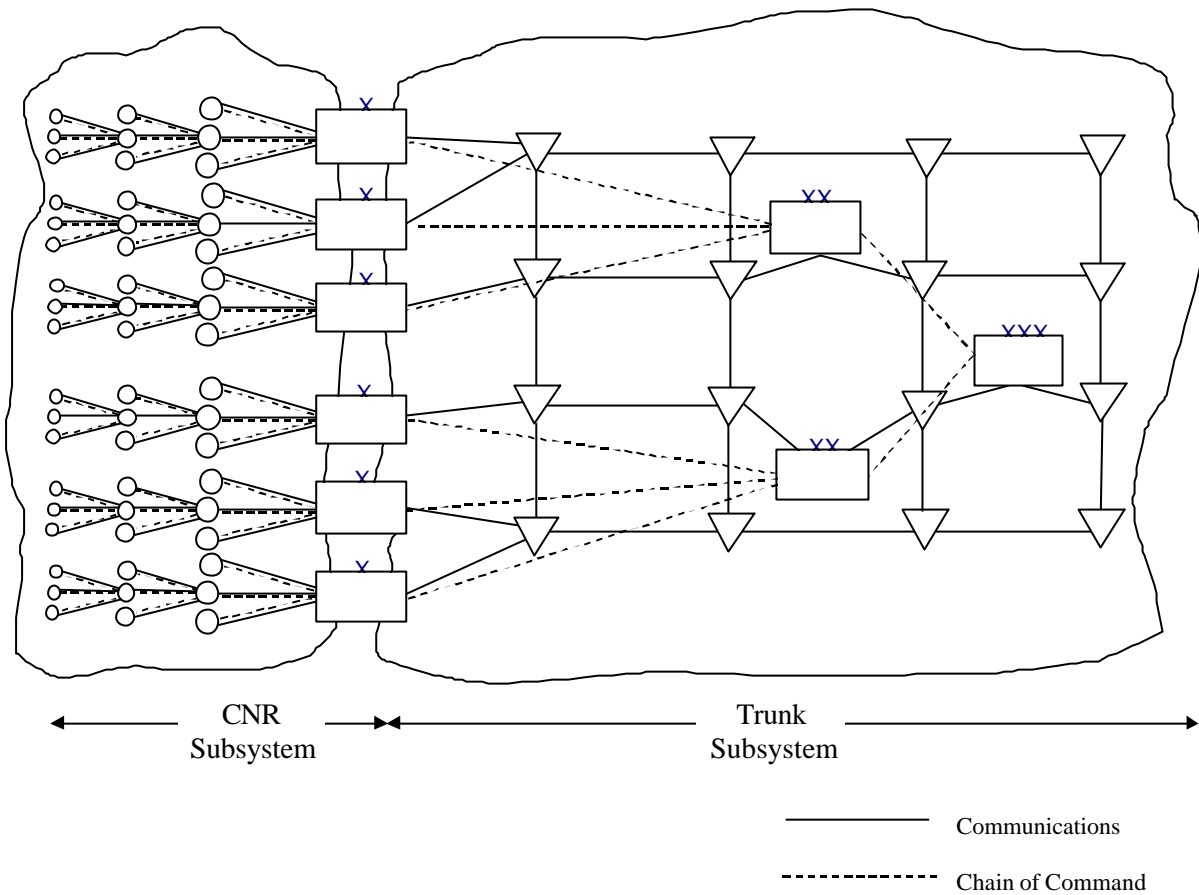 X
XX
X
X
XXX
X
XX
X
X
CNR
Subsystem
Trunk
Subsystem
Communications
Chain of Command